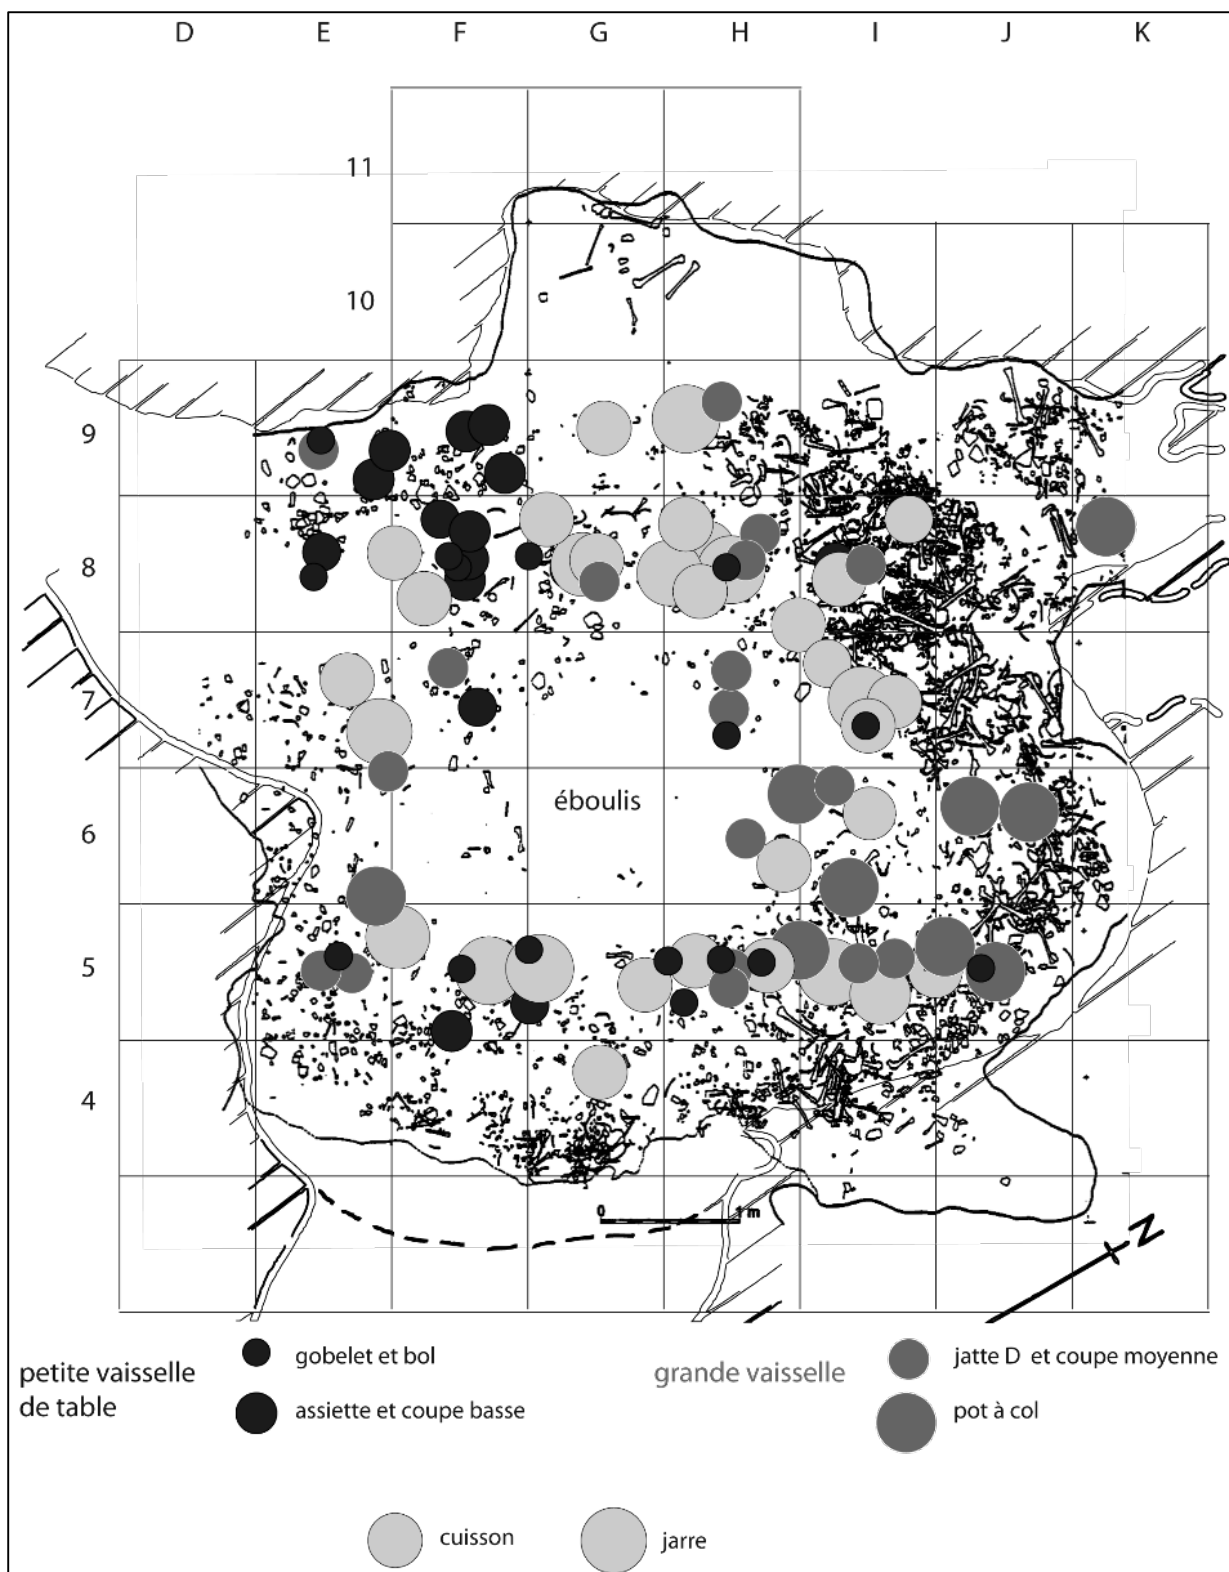 D E F G H I J K
11
10
9
8
7
éboulis
6
5
4
0 1 m
N
petite vaisselle
de table
gobelet et bol
assiette et coupe basse
grande vaisselle
jatte D et coupe moyenne
pot à col
cuisson
jarre